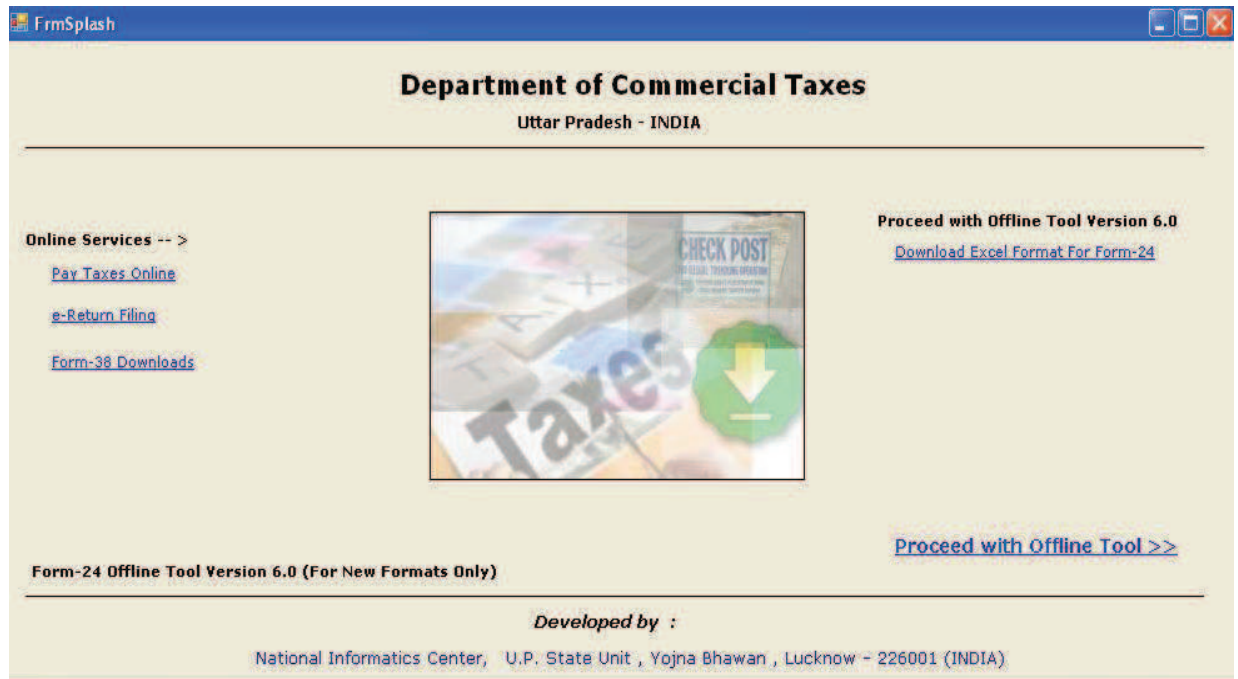 FrmSplash
Department of Commercial Taxes
Uttar Pradesh - INDIA
Online Services -- >
Pay Taxes Online
e-Return Filing
Form-38 Downloads
CHECK POST
Taxes
Proceed with Offline Tool Version 6.0
Download Excel Format For Form-24
Proceed with Offline Tool >>
Form-24 Offline Tool Version 6.0 (For New Formats Only)
Developed by :
National Informatics Center, U.P. State Unit , Yojna Bhawan , Lucknow - 226001 (INDIA)